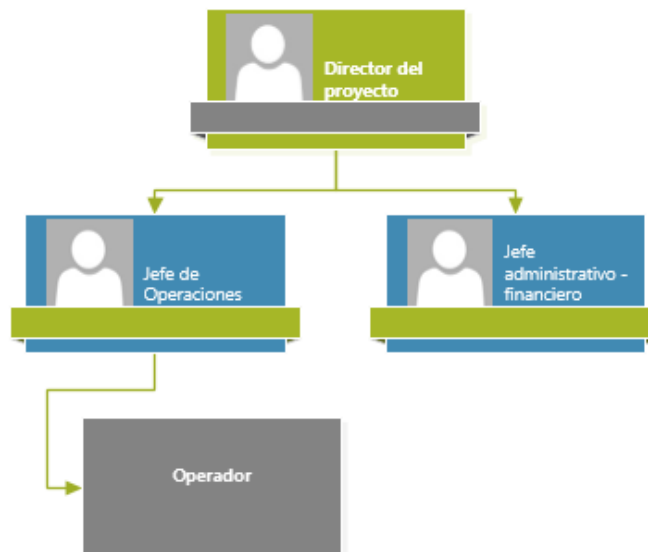 Director del
proyecto
Jefe de
Operaciones
Jefe
administrativo -
financiero
Operador